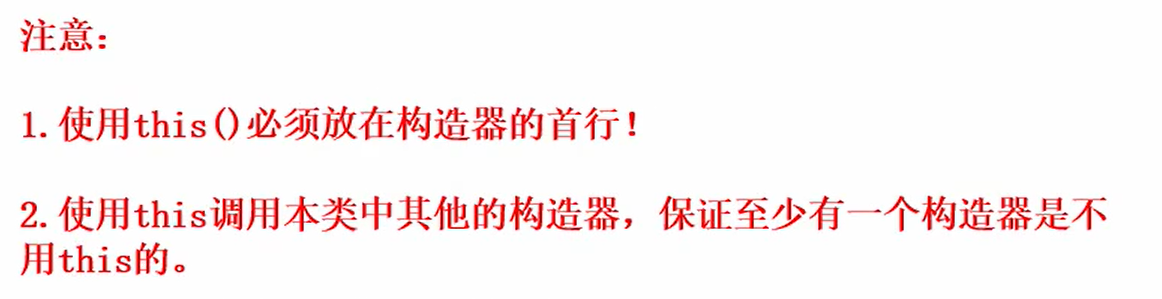 注意：
1.使用this()必须放在构造器的首行！
2.使用this调用本类中其他的构造器，保证至少有一个构造器是不
用this的。